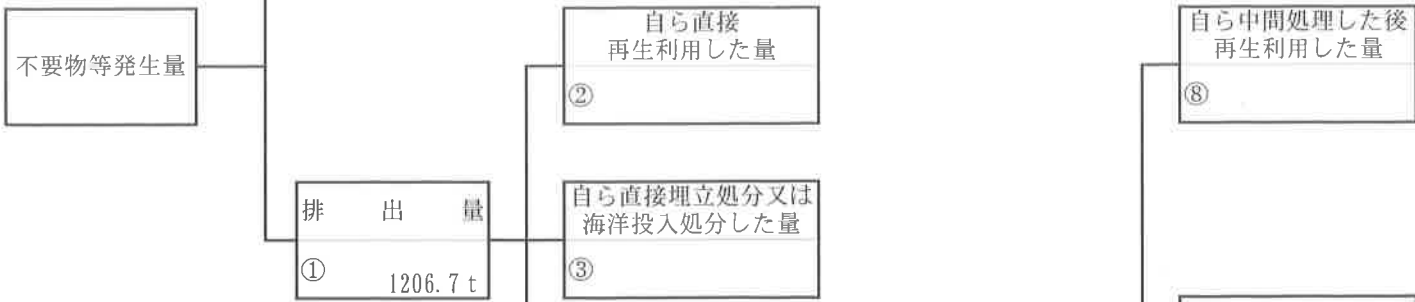 不要物等発生量
自ら直接
再生利用した量
②
自ら中間処理した後
再生利用した量
⑧
排出量
①
1206.7 t
自ら直接埋立処分又は
海洋投入処分した量
③